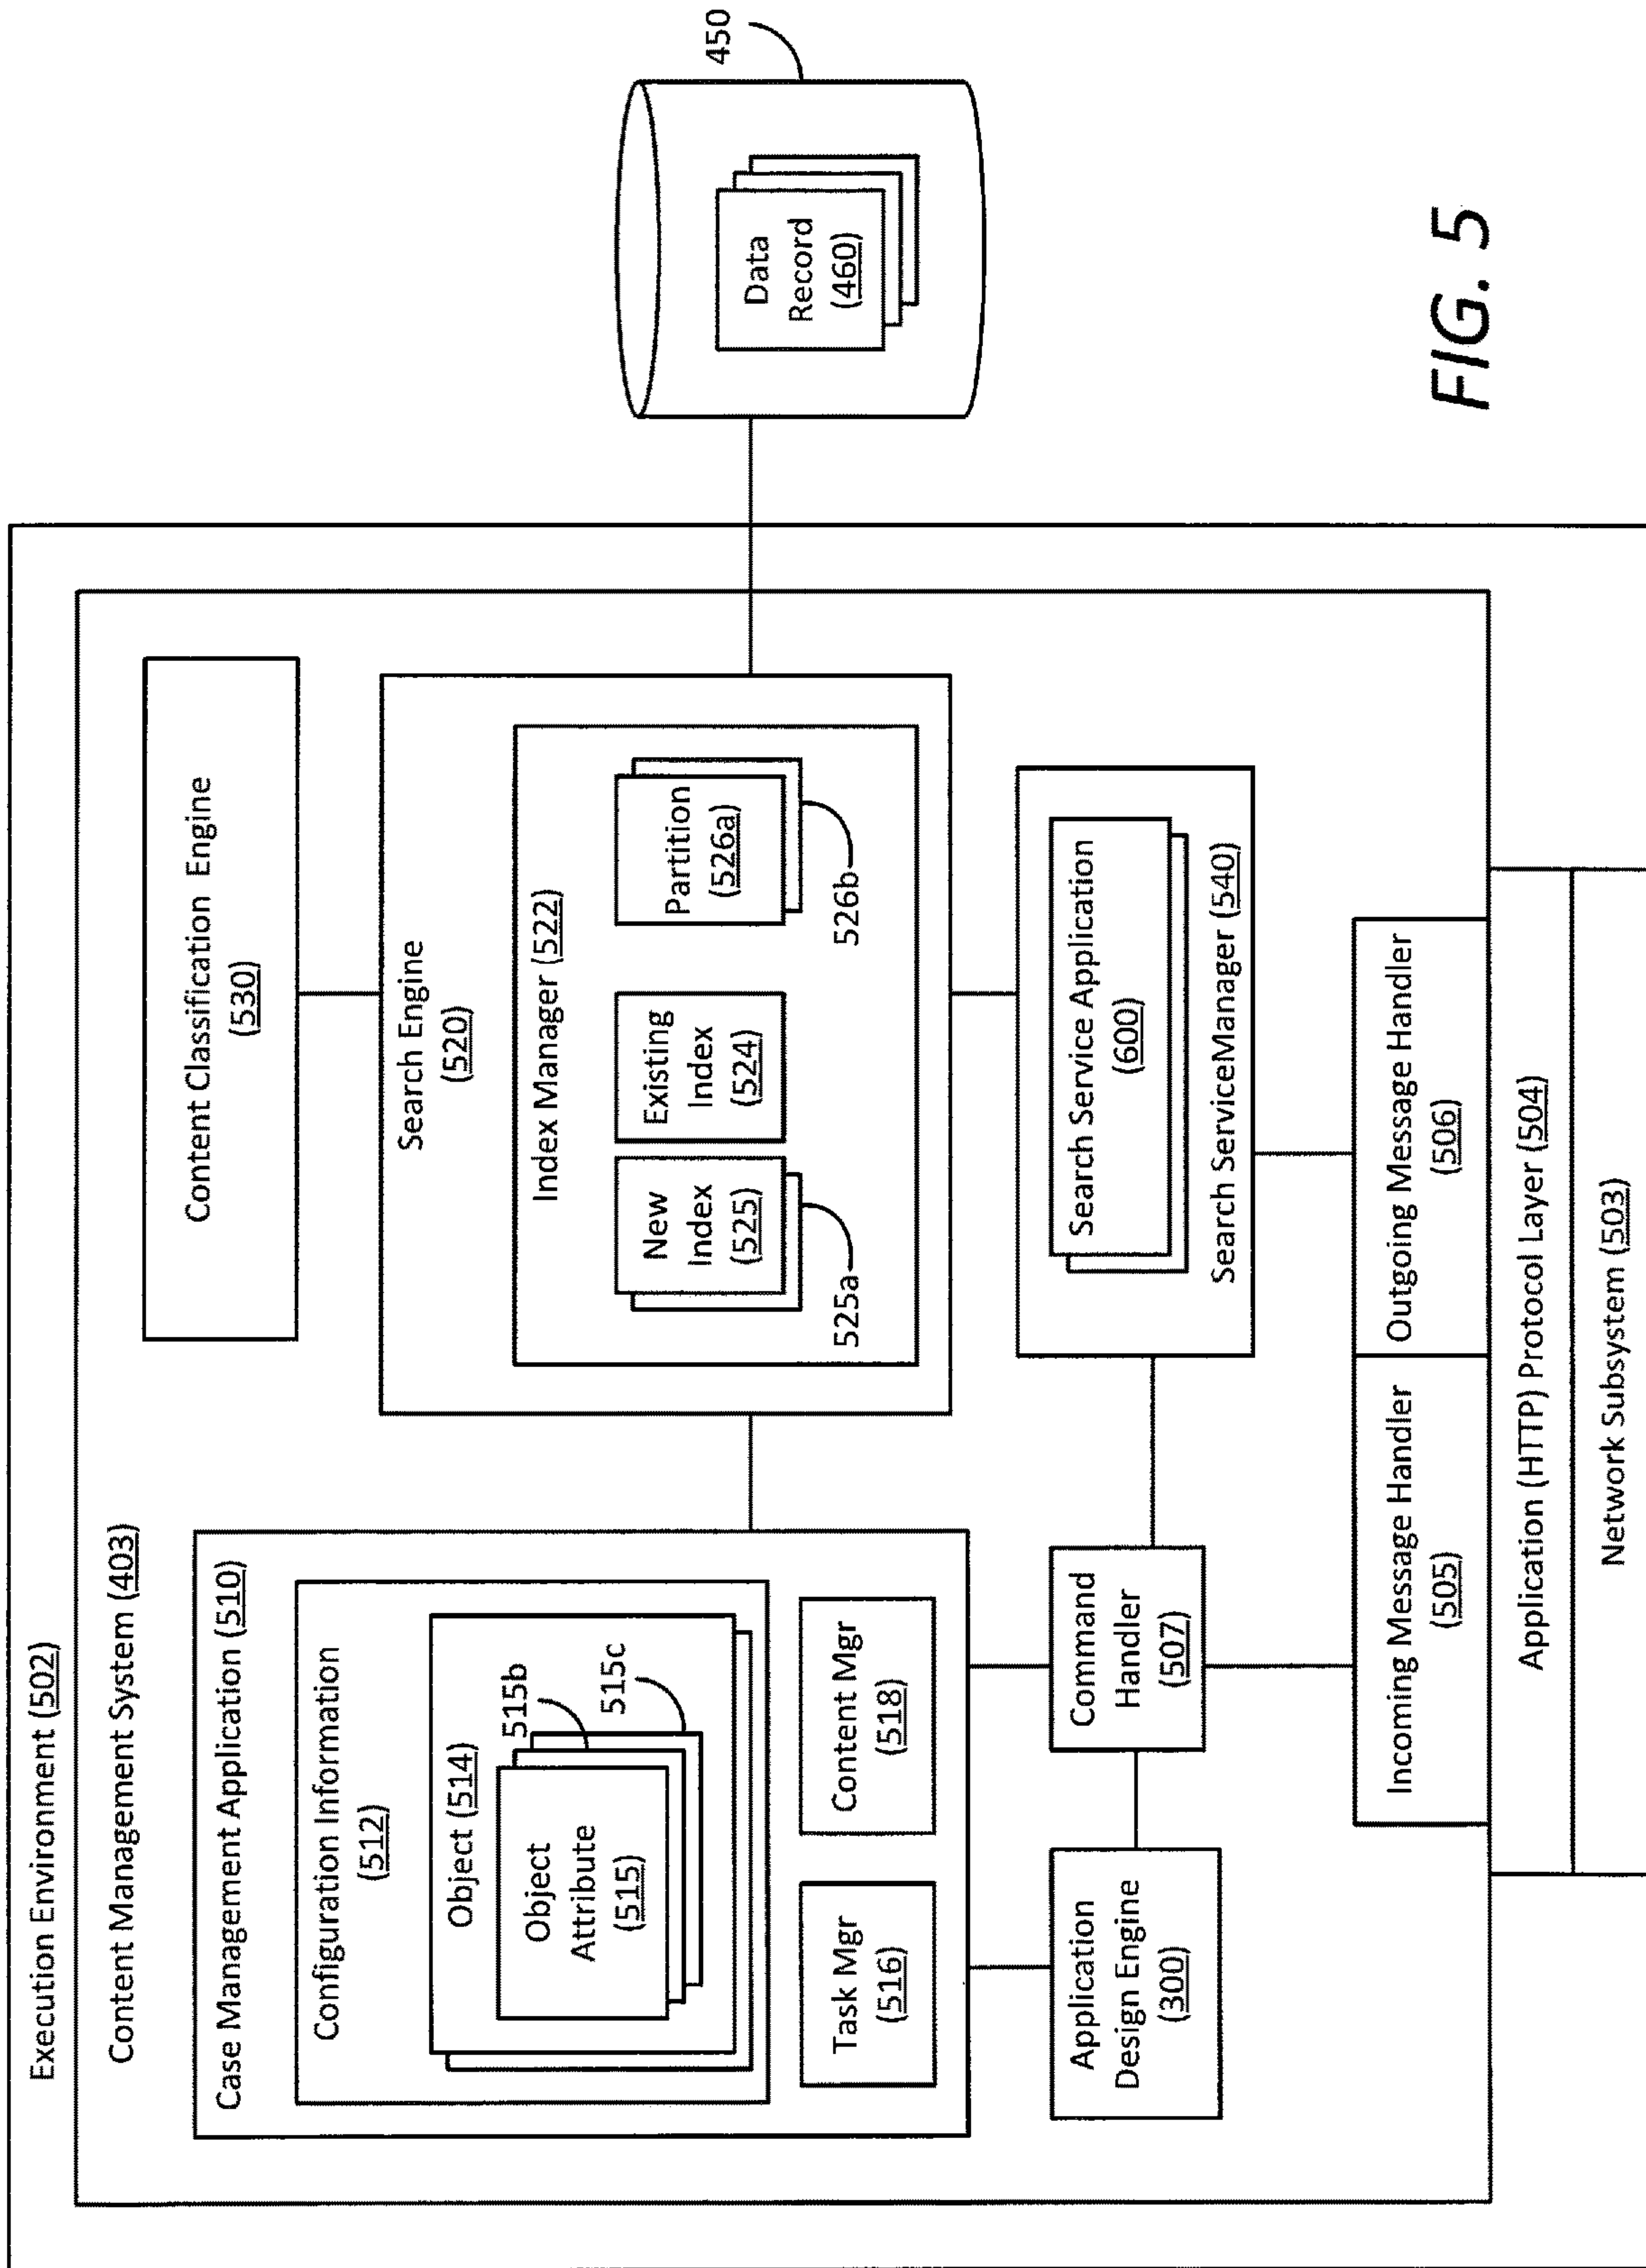 Execution Environment (502)
Content Management System (403)
Case Management Application (510)
Configuration Information
(512)
Object (514)
Object
Attribute
(515)
515b
515c
Task Mgr
(516)
Content Mgr
(518)
Content Classification Engine
(530)
Search Engine
(520)
Index Manager (522)
New
Index
(525)
525a
Existing
Index
(524)
Partition
(526a)
526b
450
Data
Record
(460)
Application
Design Engine
(300)
Command
Handler
(507)
Search Service Application
(600)
Search ServiceManager (540)
Incoming Message Handler
(505)
Outgoing Message Handler
(506)
Application (HTTP) Protocol Layer (504)
Network Subsystem (503)
FIG. 5